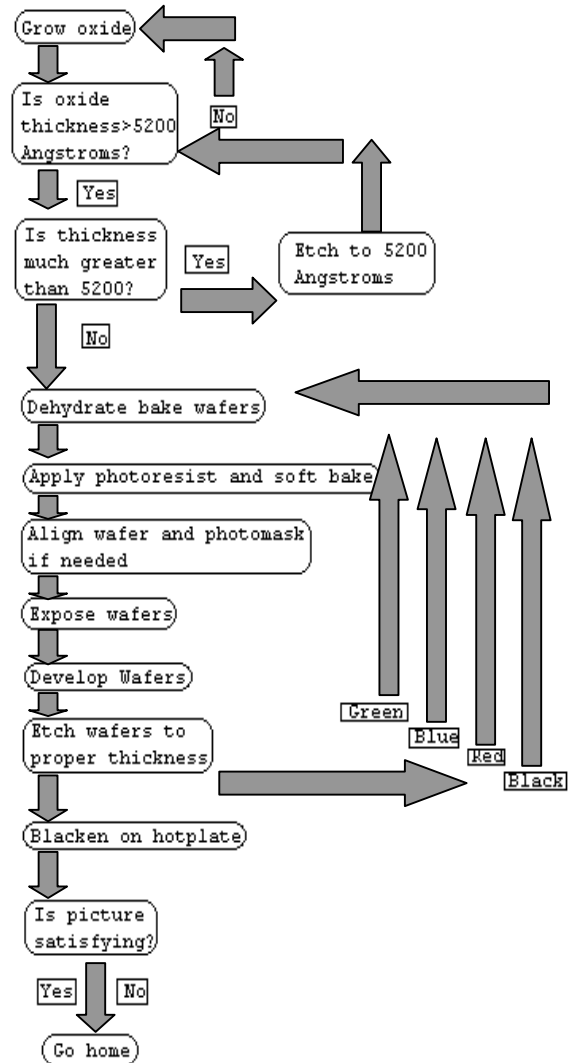 Grow oxide
Is oxide
thickness>5200
Angstroms?
No
Yes
Is thickness
much greater
than 5200?
Yes
Etch to 5200
Angstroms
No
Dehydrate bake wafers
Apply photoresist and soft bake
Align wafer and photomask
if needed
Expose wafers
Develop Wafers
Green
Etch wafers to
proper thickness
Blue
Red
Black
Blacken on hotplate
Is picture
satisfying?
Yes
No
Go home